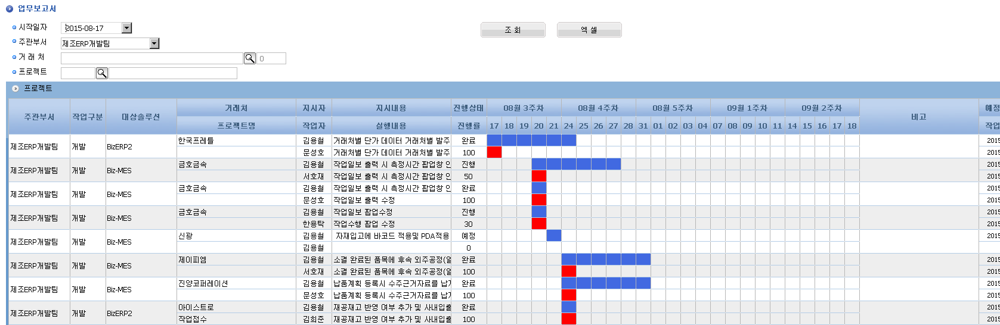 업무보고서
시작일자 2015-08-17
조 회 엑 셀
주관부서 제조ERP개발팀
거 래 처 0
프로젝트
프로젝트
주관부서 작업구분 대상솔루션 거래처 지시자 지시내용 진행상태 08월 3주차 08월 4주차 08월 5주차 09월 1주차 09월 2주차 비고 예정
프로젝트명 작업자 실행내용 진행률 17 18 19 20 21 24 25 26 27 28 31 01 02 03 04 07 08 09 10 11 14 15 16 17 18 작업
제조ERP개발팀 개발 BizERP2 한국프레틀 김용철 거래처별 단가 데이터 거래처별 발주 완료 2015
문성호 거래처별 단가 데이터 거래처별 발주 100 2015
제조ERP개발팀 개발 Biz-MES 금호금속 김용철 작업일보 출력 시 측정시간 팝업창 인 진행 2015
서호재 작업일보 출력 시 측정시간 팝업창 인 50 2015
제조ERP개발팀 개발 Biz-MES 금호금속 김용철 작업일보 출력 시 측정시간 팝업창 인 완료 2015
문성호 작업일보 출력 수정 100 2015
제조ERP개발팀 개발 Biz-MES 금호금속 김용철 작업일보 팝업수정 진행 2015
한용탁 작업수행 팝업 수정 30 2015
제조ERP개발팀 개발 Biz-MES 신광 김용철 자재입고에 바코드 적용및 PDA적용 예정 2015
김용철 0
제조ERP개발팀 개발 Biz-MES 제이피엠 김용철 소결 완료된 품목에 후속 외주공정(열 완료 2015
서호재 소결 완료된 품목에 후속 외주공정(열 100 2015
제조ERP개발팀 개발 Biz-MES 진양코퍼레이션 김용철 납품계획 등록시 수주근거자료를 납기 완료 2015
문성호 납품계획 등록시 수주근거자료를 납기 100 2015
제조ERP개발팀 개발 BizERP2 아이스트로 김용철 재공재고 반영 여부 추가 및 사내입출 완료 2015
작업접수 김희준 재공재고 반영 여부 추가 및 사내입출 100 2015